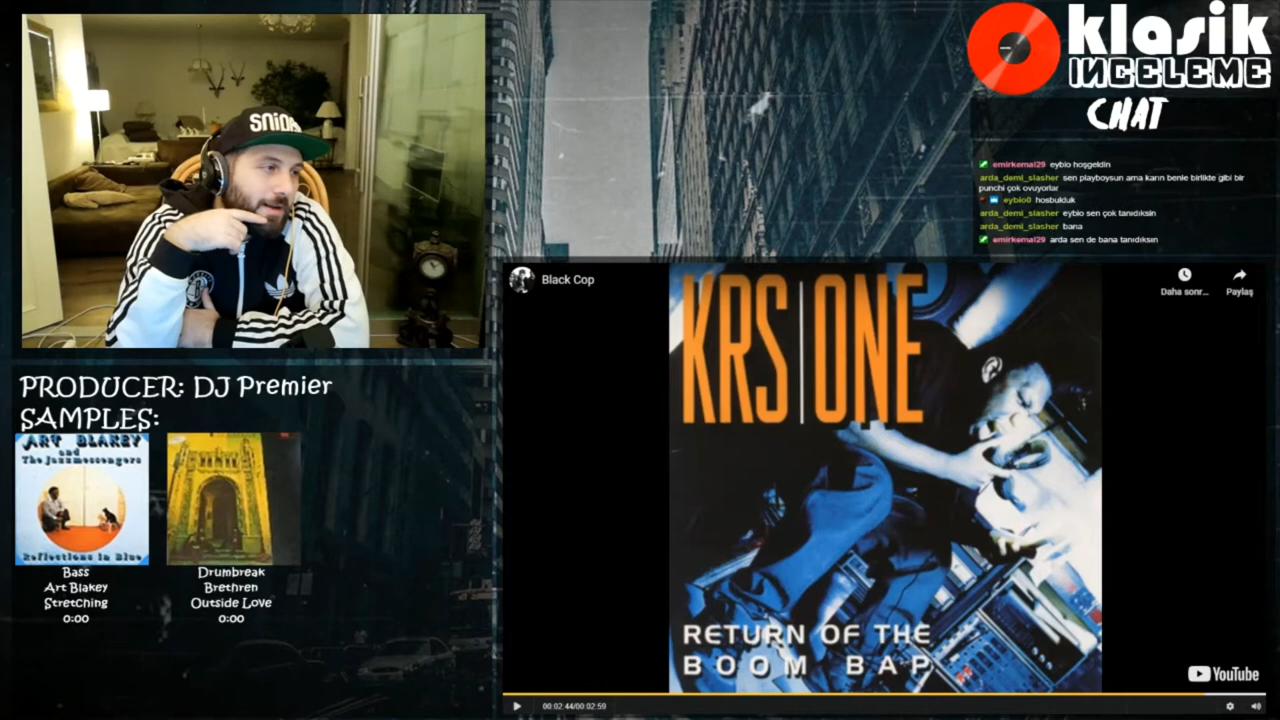 SNIDA
klasik
INCELEME
CHAT
emirkemal29 eybio hoşgeldin
arda_demi_slasher sen playboysun ama karın benle birlikte gibi bir
punchi çok ovuyorlar
eybio0 hosbulduk
arda_demi_slasher eybio sen çok tanıdıksin
arda_demi_slasher bana
emirkemal29 arda sen de bana tanıdıksın
Black Cop
Daha sonr...
Paylaş
KRS|ONE
RETURN OF THE
BOOM BAP
YouTube
00:02:44/00:02:59
PRODUCER: DJ Premier
SAMPLES:
ART BLAKEY
and
The Jazzmessengers
Reflections in Blue
Bass
Art Blakey
Stretching
0:00
Drumbreak
Brethren
Outside Love
0:00